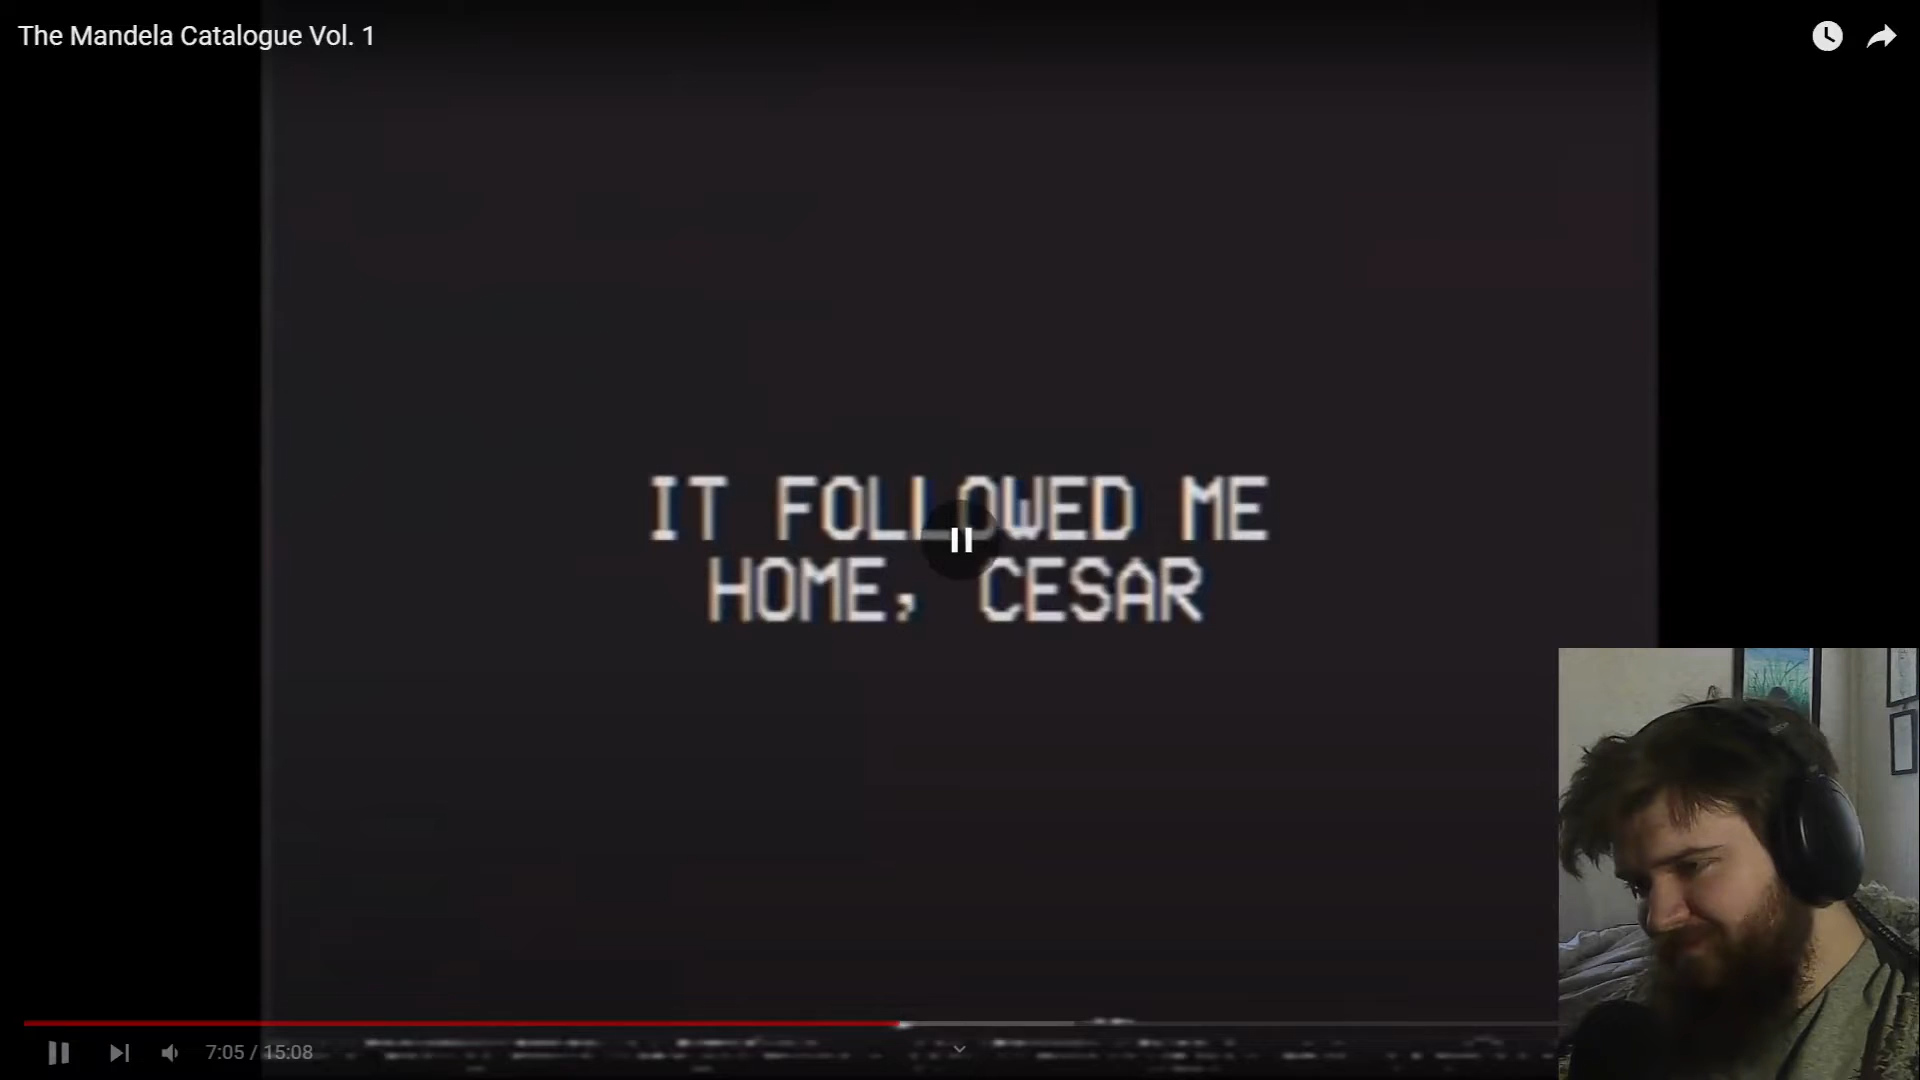 The Mandela Catalogue Vol. 1
IT FOLLOWED ME
HOME, CESAR
7:05 / 15:08